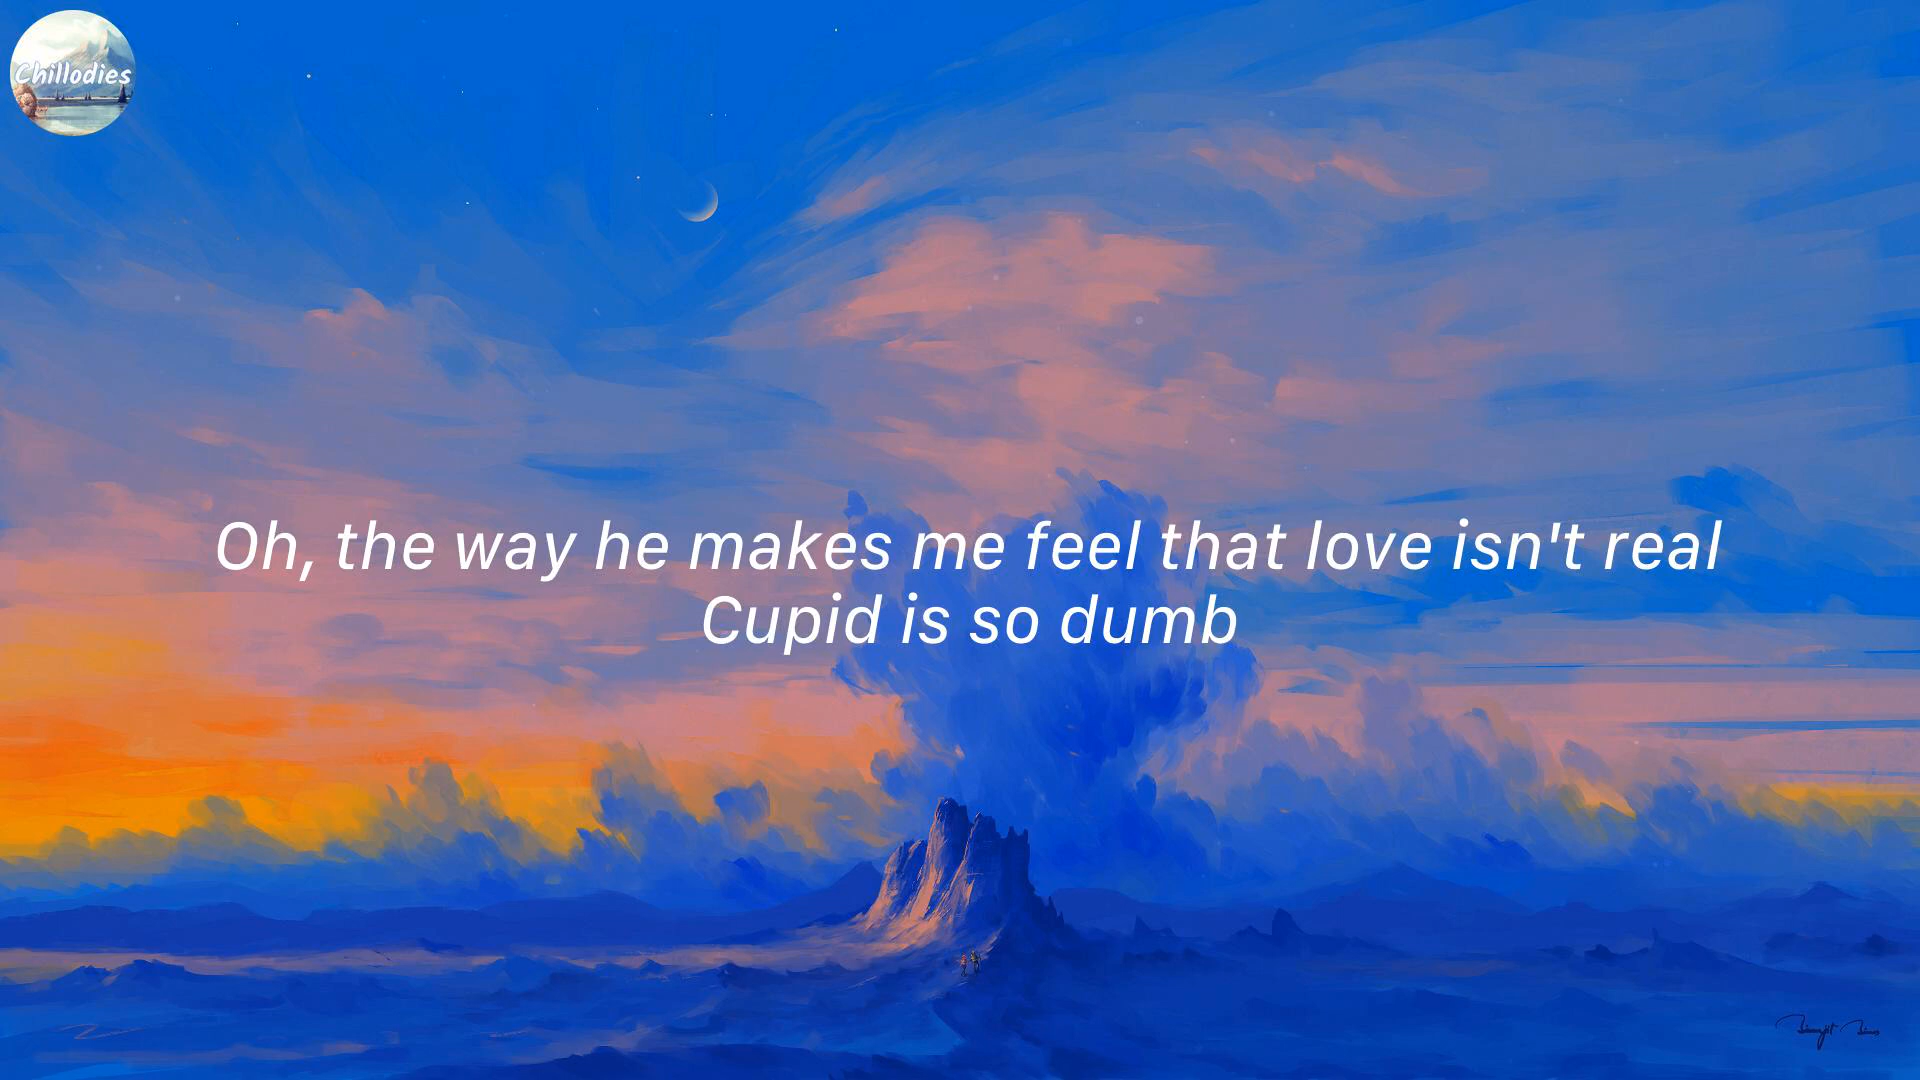 Chillodies
Oh, the way he makes me feel that love isn't real
Cupid is so dumb